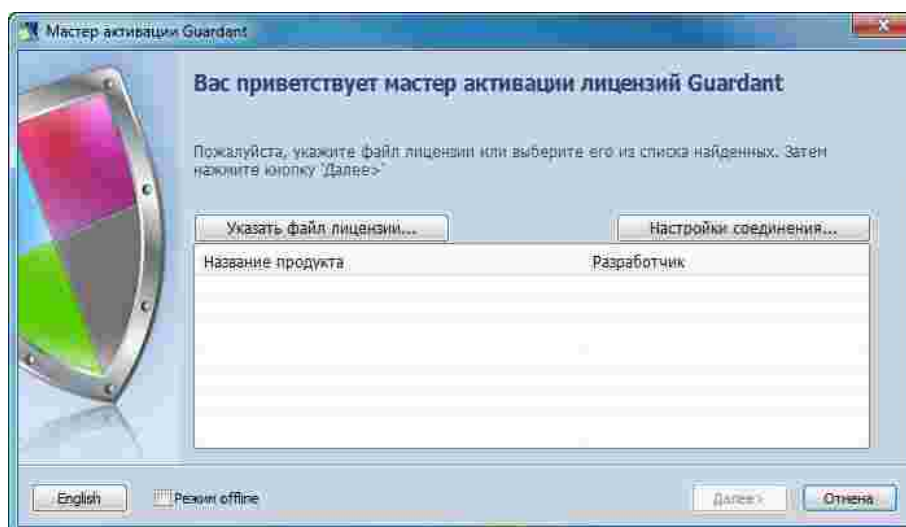 Мастер активации Guardant
Вас приветствует мастер активации лицензий Guardant
Пожалуйста, укажите файл лицензии или выберите его из списка найденных. Затем
нажмите кнопку 'Далее>'
Указать файл лицензии... Настройки соединения...
Название продукта Разработчик
English Режим offline Далее> Отмена